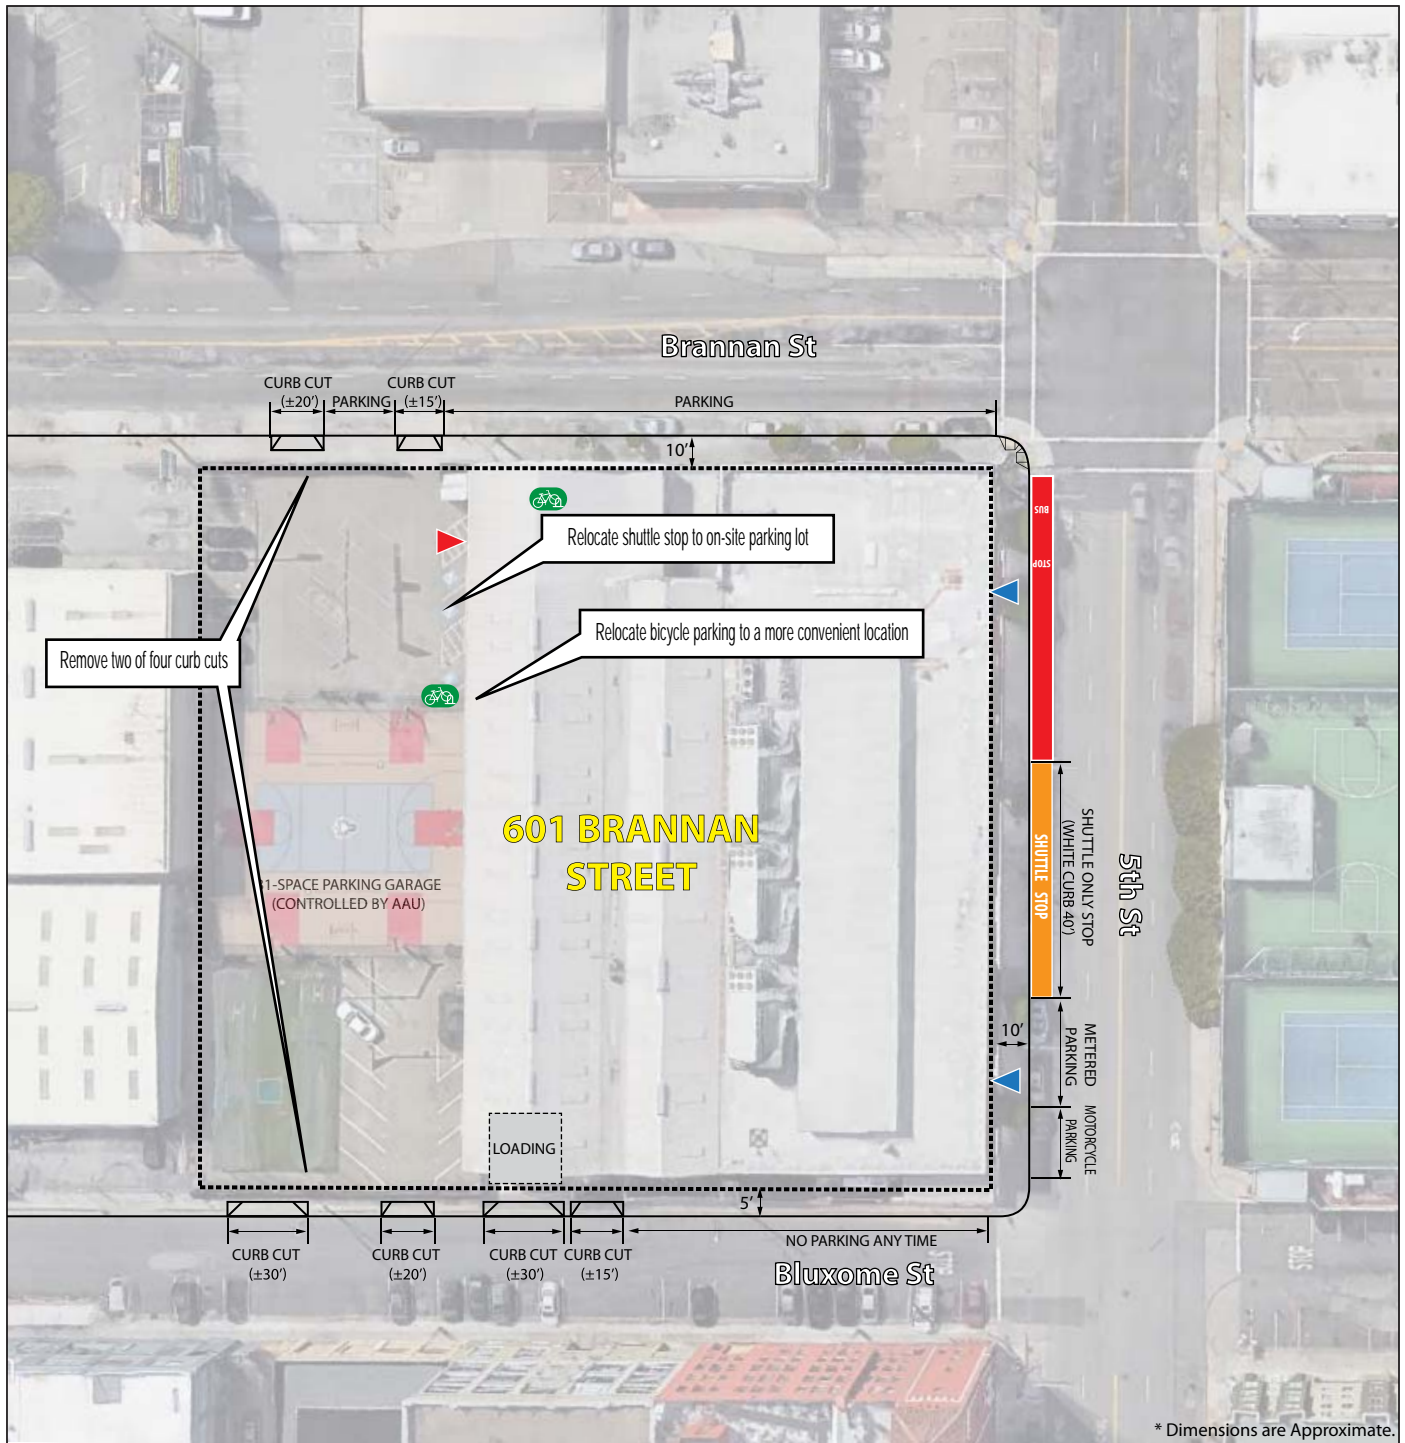 Brannan St
CURB CUT
(±20')
PARKING
CURB CUT
(±15')
PARKING
10'
BUS STOP
Relocate shuttle stop to on-site parking lot
Relocate bicycle parking to a more convenient location
Remove two of four curb cuts
601 BRANNAN
STREET
1-SPACE PARKING GARAGE
(CONTROLLED BY AAU)
SHUTTLE STOP
SHUTTLE ONLY STOP
(WHITE CURB 40')
5th St
10'
METERED
PARKING
MOTORCYCLE
PARKING
LOADING
5'
NO PARKING ANY TIME
CURB CUT
(±30')
CURB CUT
(±20')
CURB CUT
(±30')
CURB CUT
(±15')
Bluxome St
STOP
* Dimensions are Approximate.